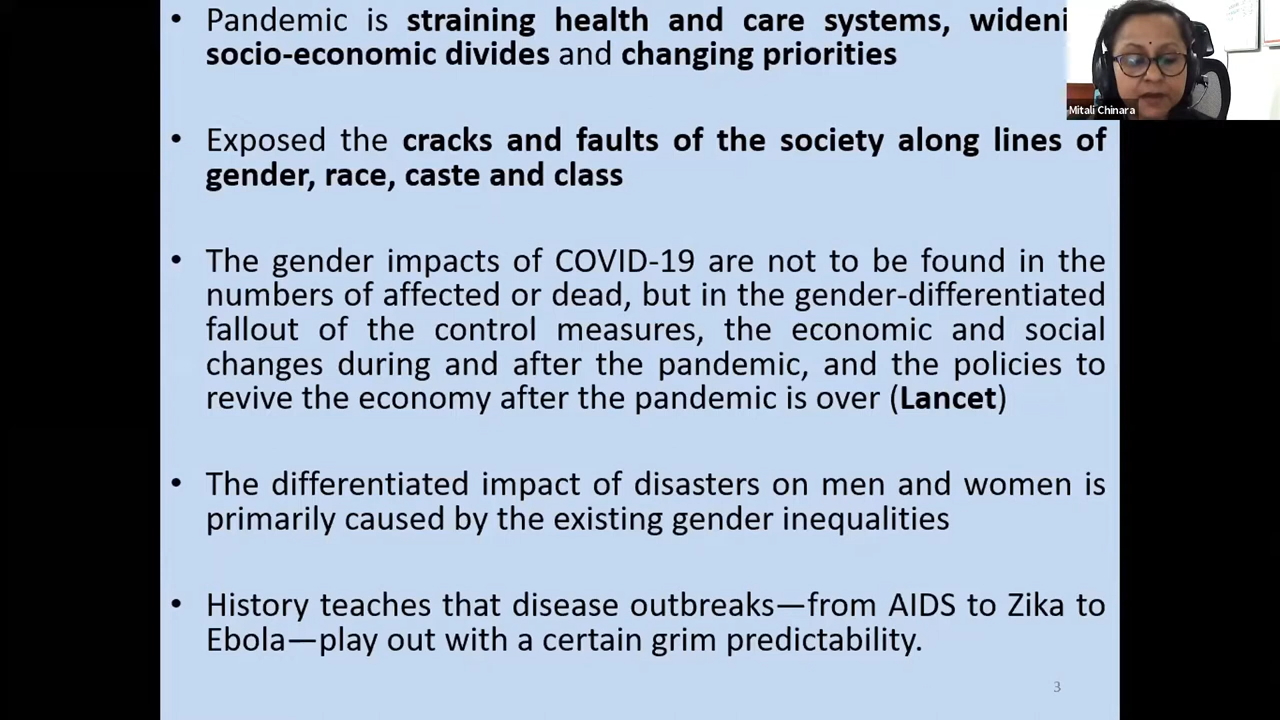 • Pandemic is straining health and care systems,
socio-economic divides and changing priorities
Mitali Chinara
• Exposed the cracks and faults of the society along lines of
gender, race, caste and class
• The gender impacts of COVID-19 are not to be found in the
numbers of affected or dead, but in the gender-differentiated
fallout of the control measures, the economic and social
changes during and after the pandemic, and the policies to
revive the economy after the pandemic is over (Lancet)
• The differentiated impact of disasters on men and women is
primarily caused by the existing gender inequalities
• History teaches that disease outbreaks—from AIDS to Zika to
Ebola—play out with a certain grim predictability.
3